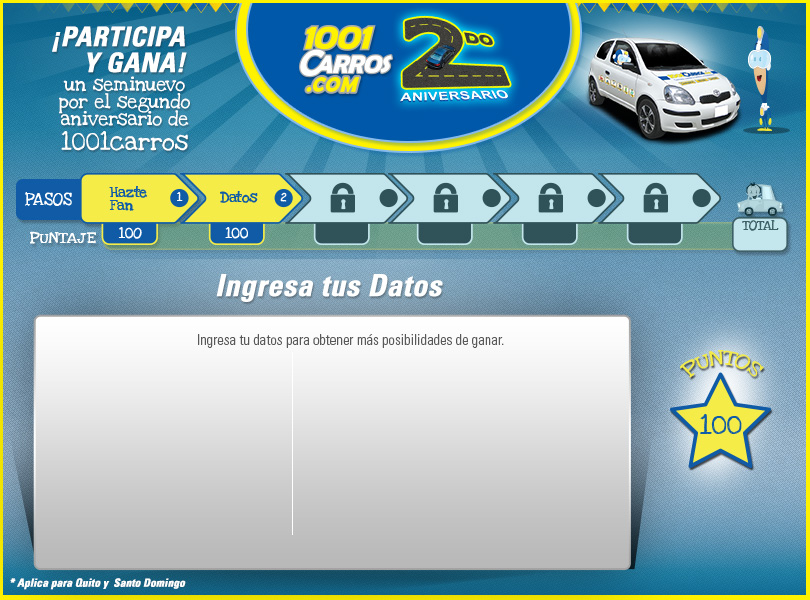 ¡PARTICIPA
Y GANA!
un seminuevo
por el segundo
aniversario de
1001carros
1001
CARROS
.COM
2DO
ANIVERSARIO
PASOS
Hazte
Fan
1
Datos
2
PUNTAJE
100
100
TOTAL
Ingresa tus Datos
Ingresa tu datos para obtener más posibilidades de ganar.
PUNTOS
100
* Aplica para Quito y Santo Domingo